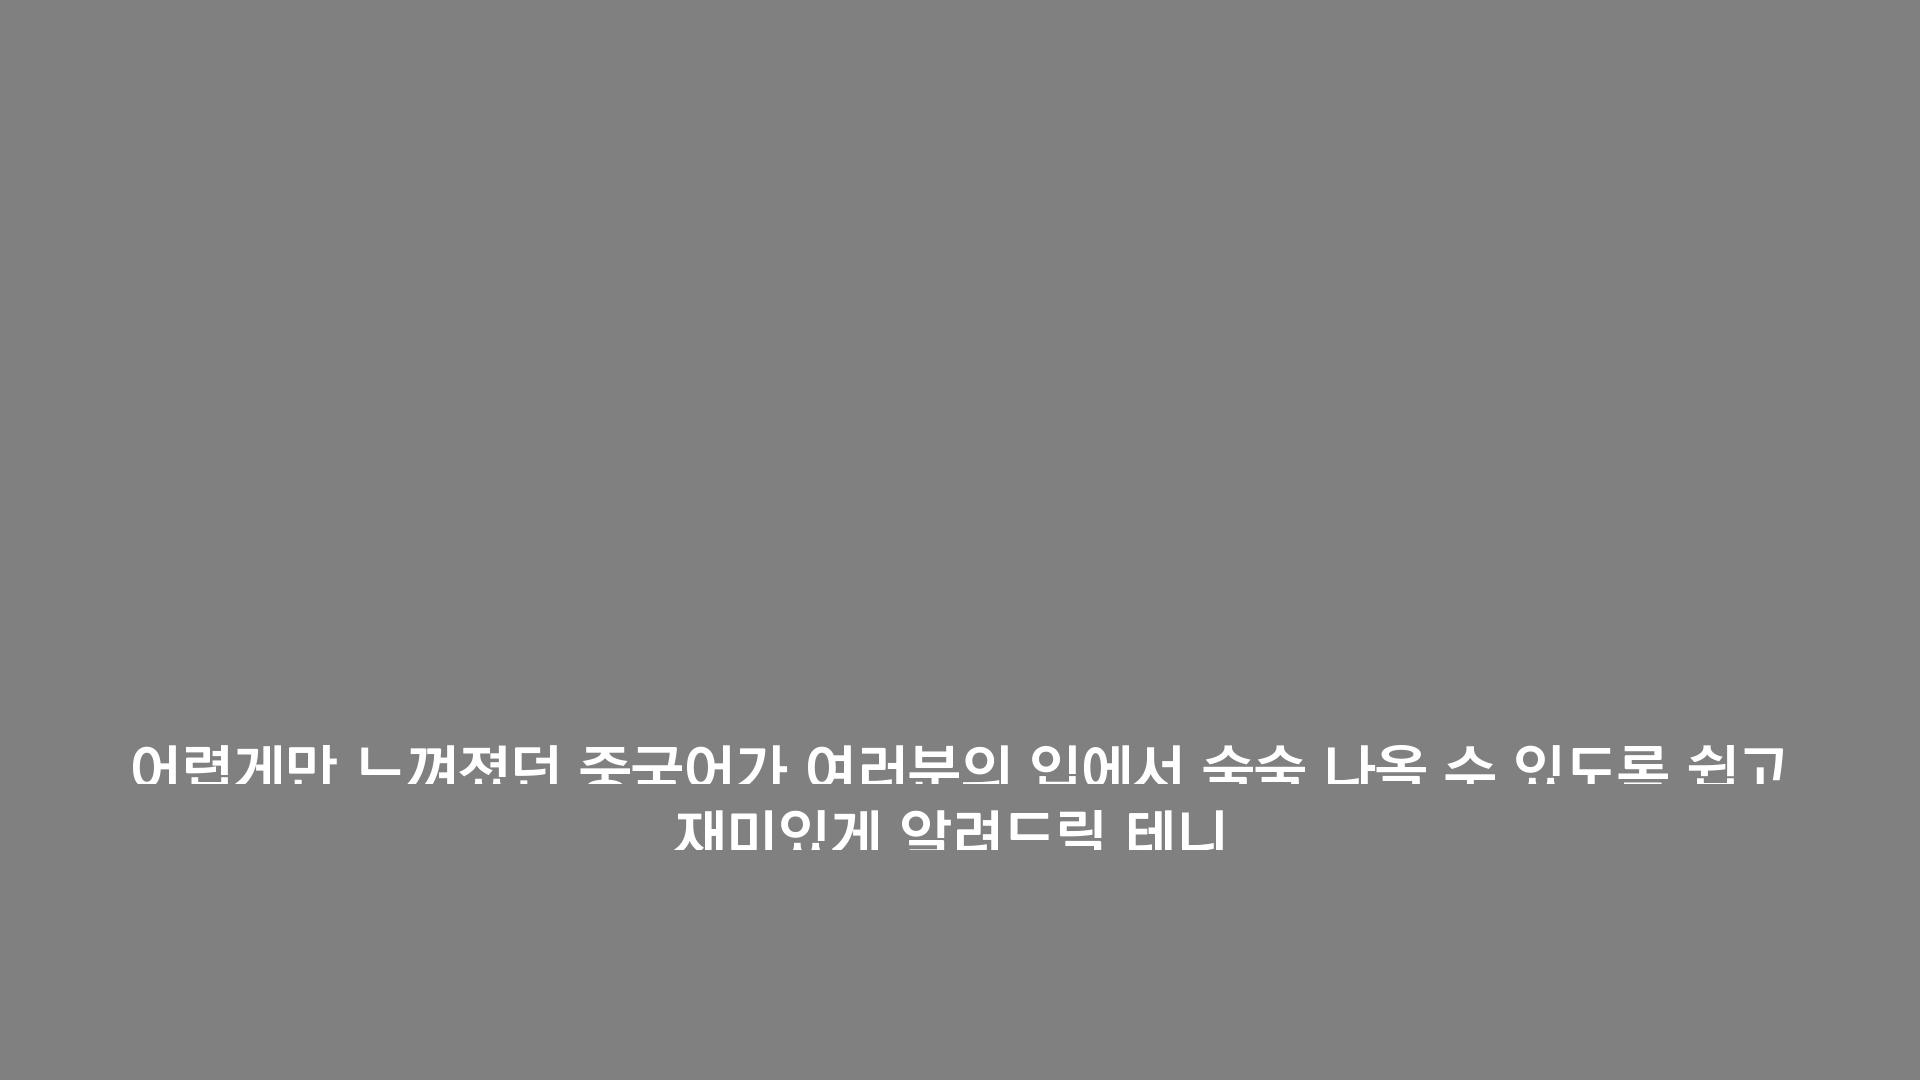 어렵게만 느껴졌던 중국어가 여러분의 입에서 술술 나올 수 있도록 쉽고
재미있게 알려드릴 테니